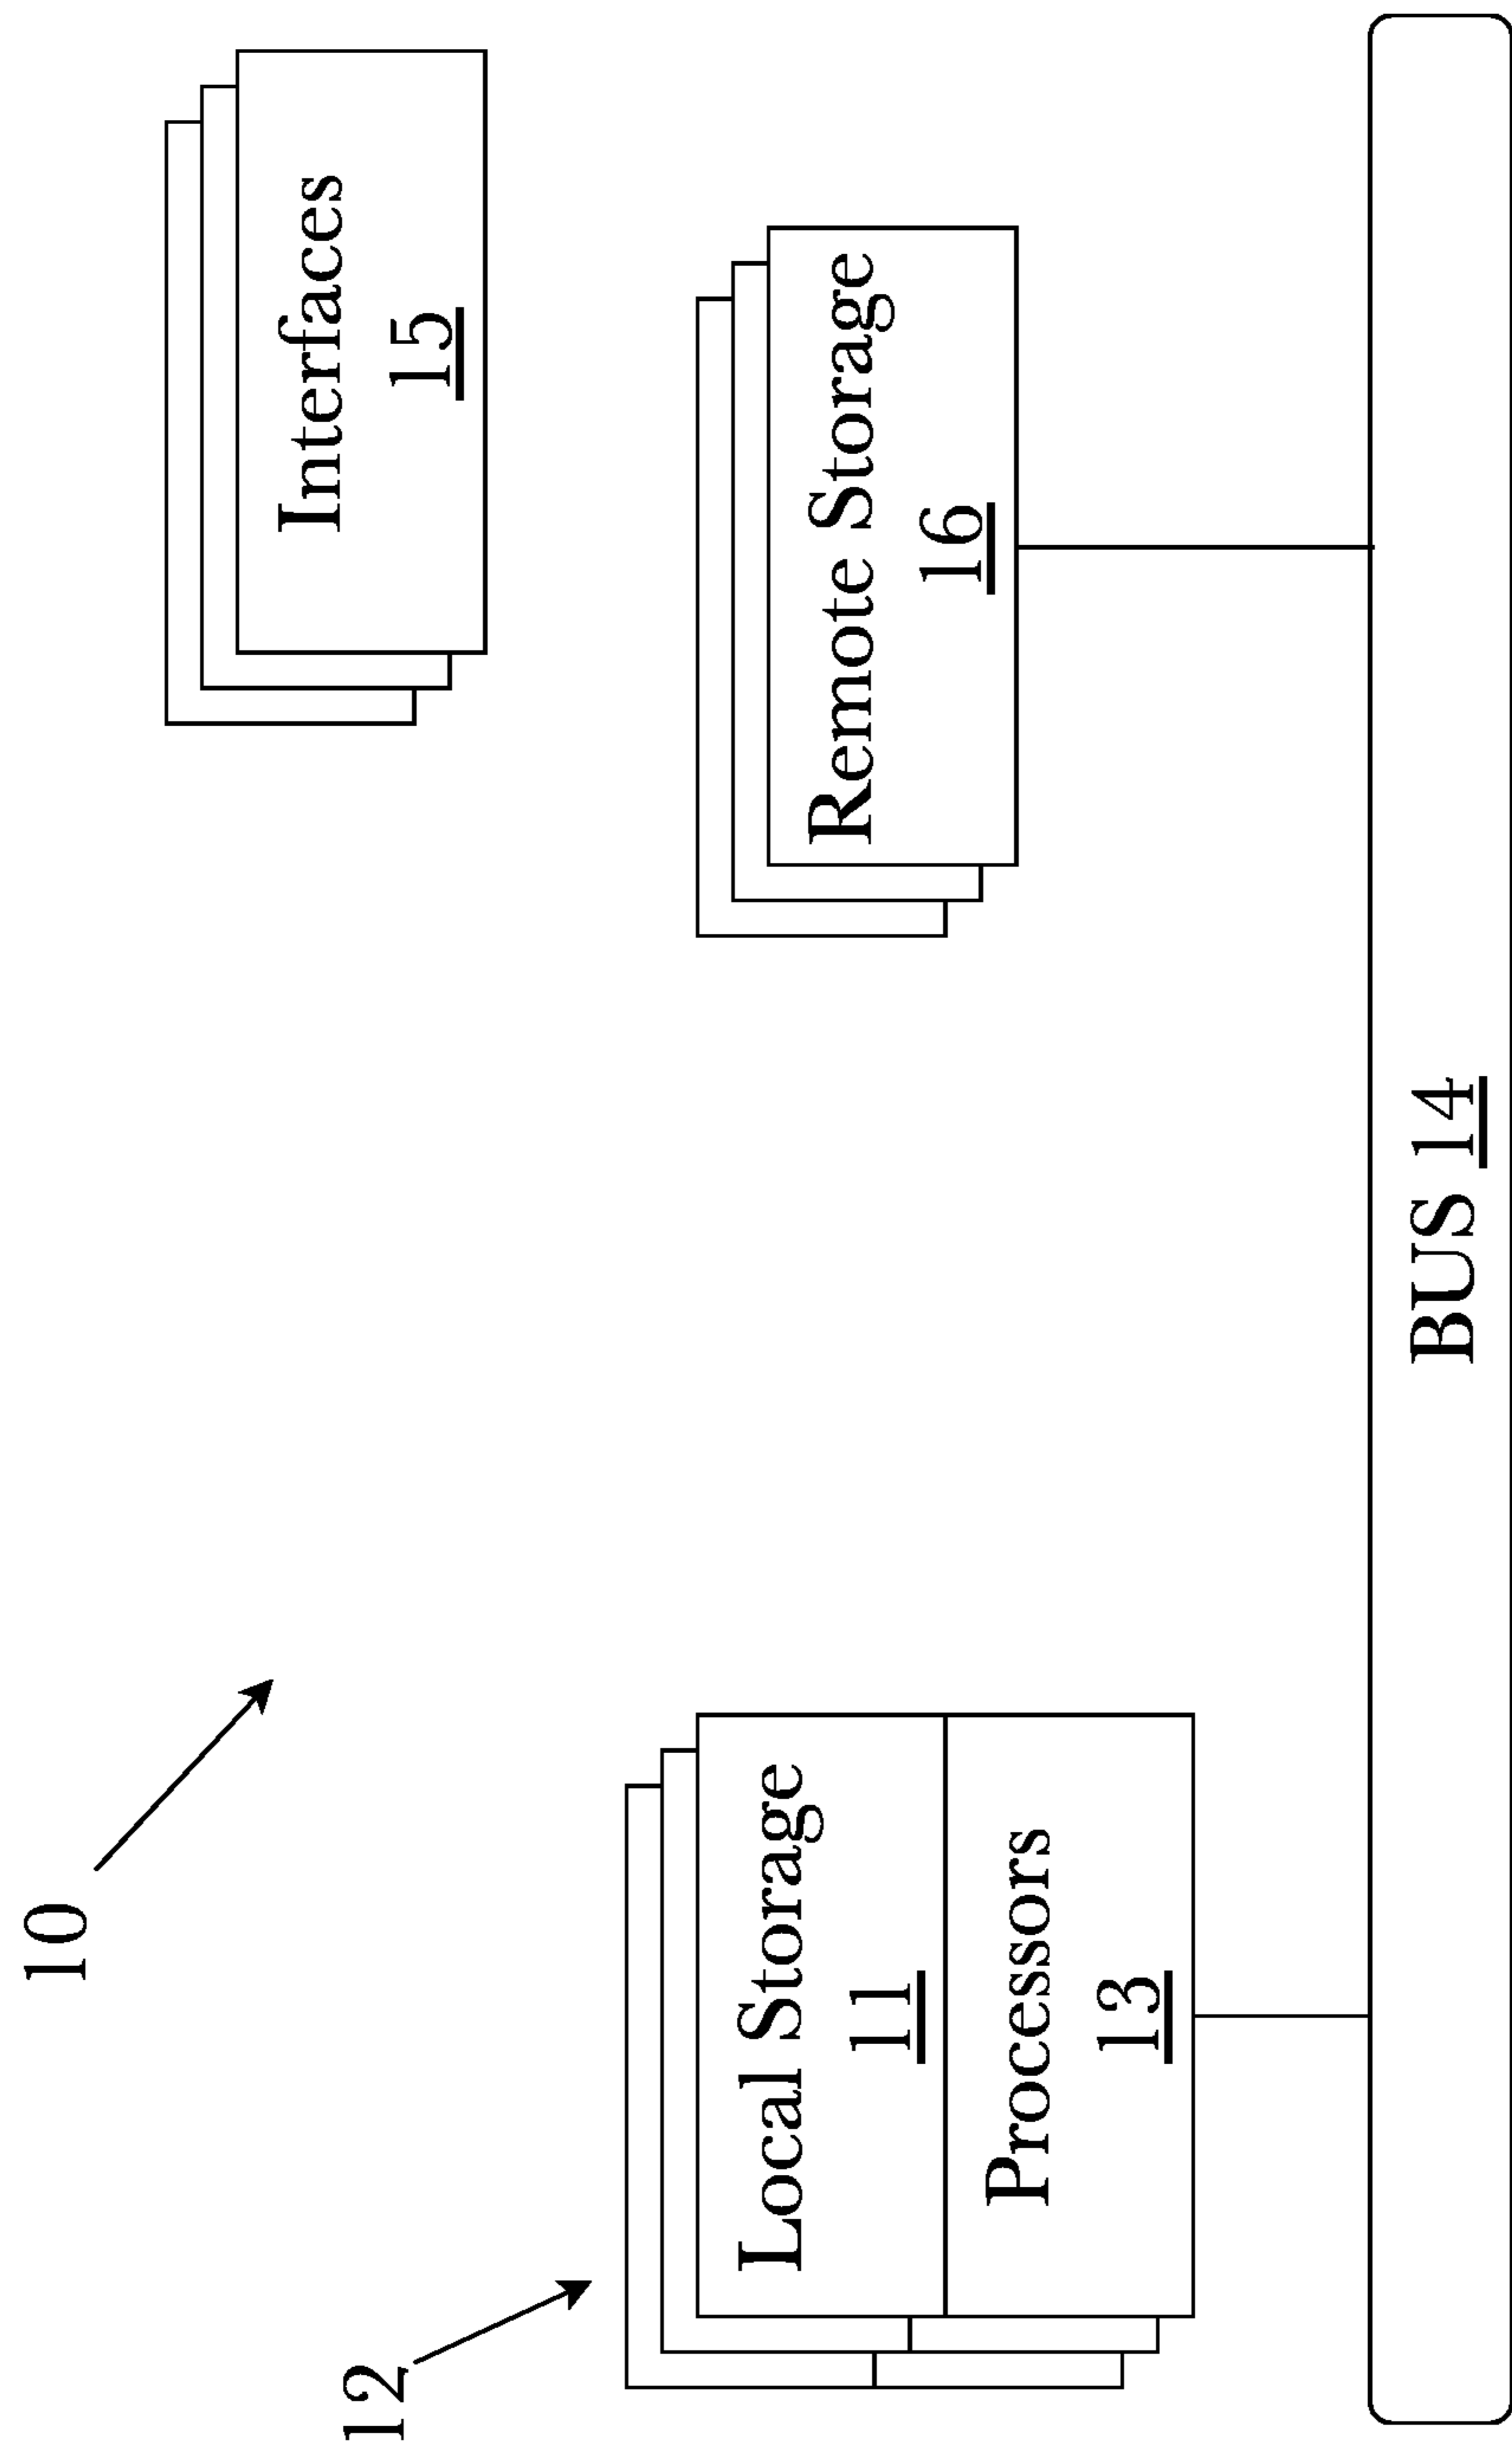 10
12
Interfaces
15
Local Storage
11
Remote Storage
16
Processors
13
BUS 14